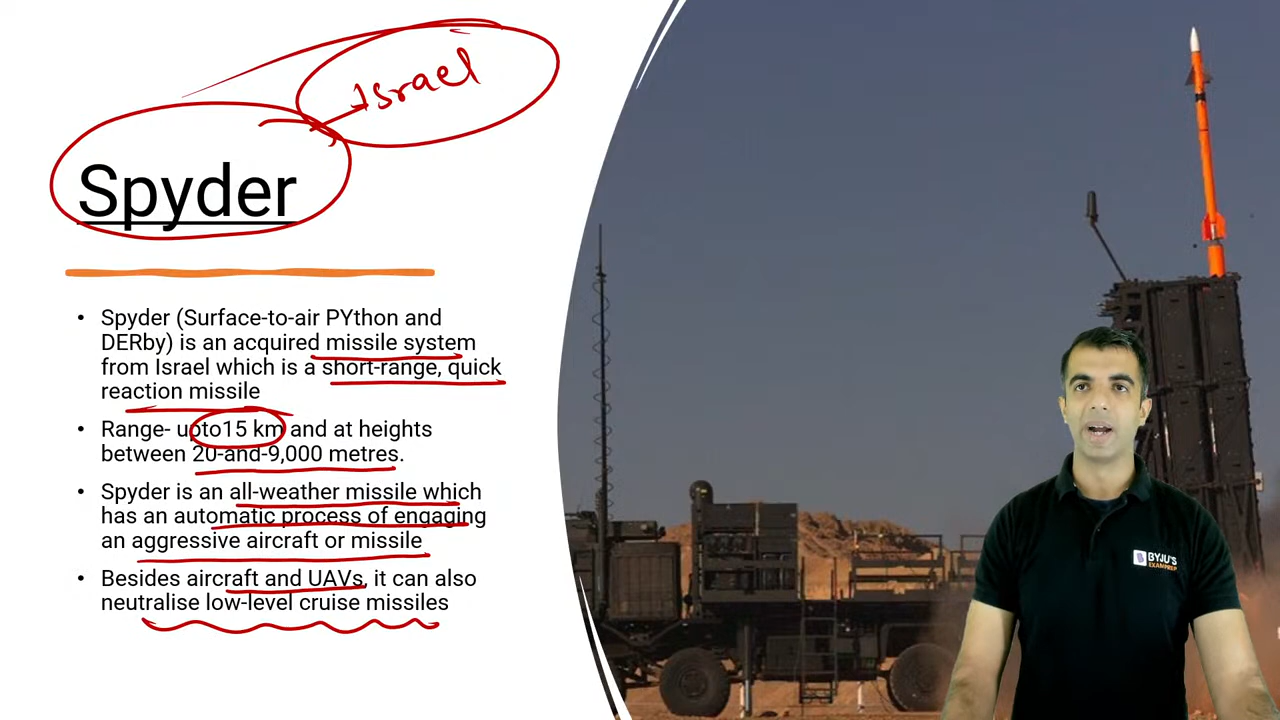 Israel
Spyder
• Spyder (Surface-to-air PYthon and
DERby) is an acquired missile system
from Israel which is a short-range, quick
reaction missile
• Range- upto15 km and at heights
between 20-and-9,000 metres.
• Spyder is an all-weather missile which
has an automatic process of engaging
an aggressive aircraft or missile
• Besides aircraft and UAVs, it can also
neutralise low-level cruise missiles
BYJU'S
EXAM PREP